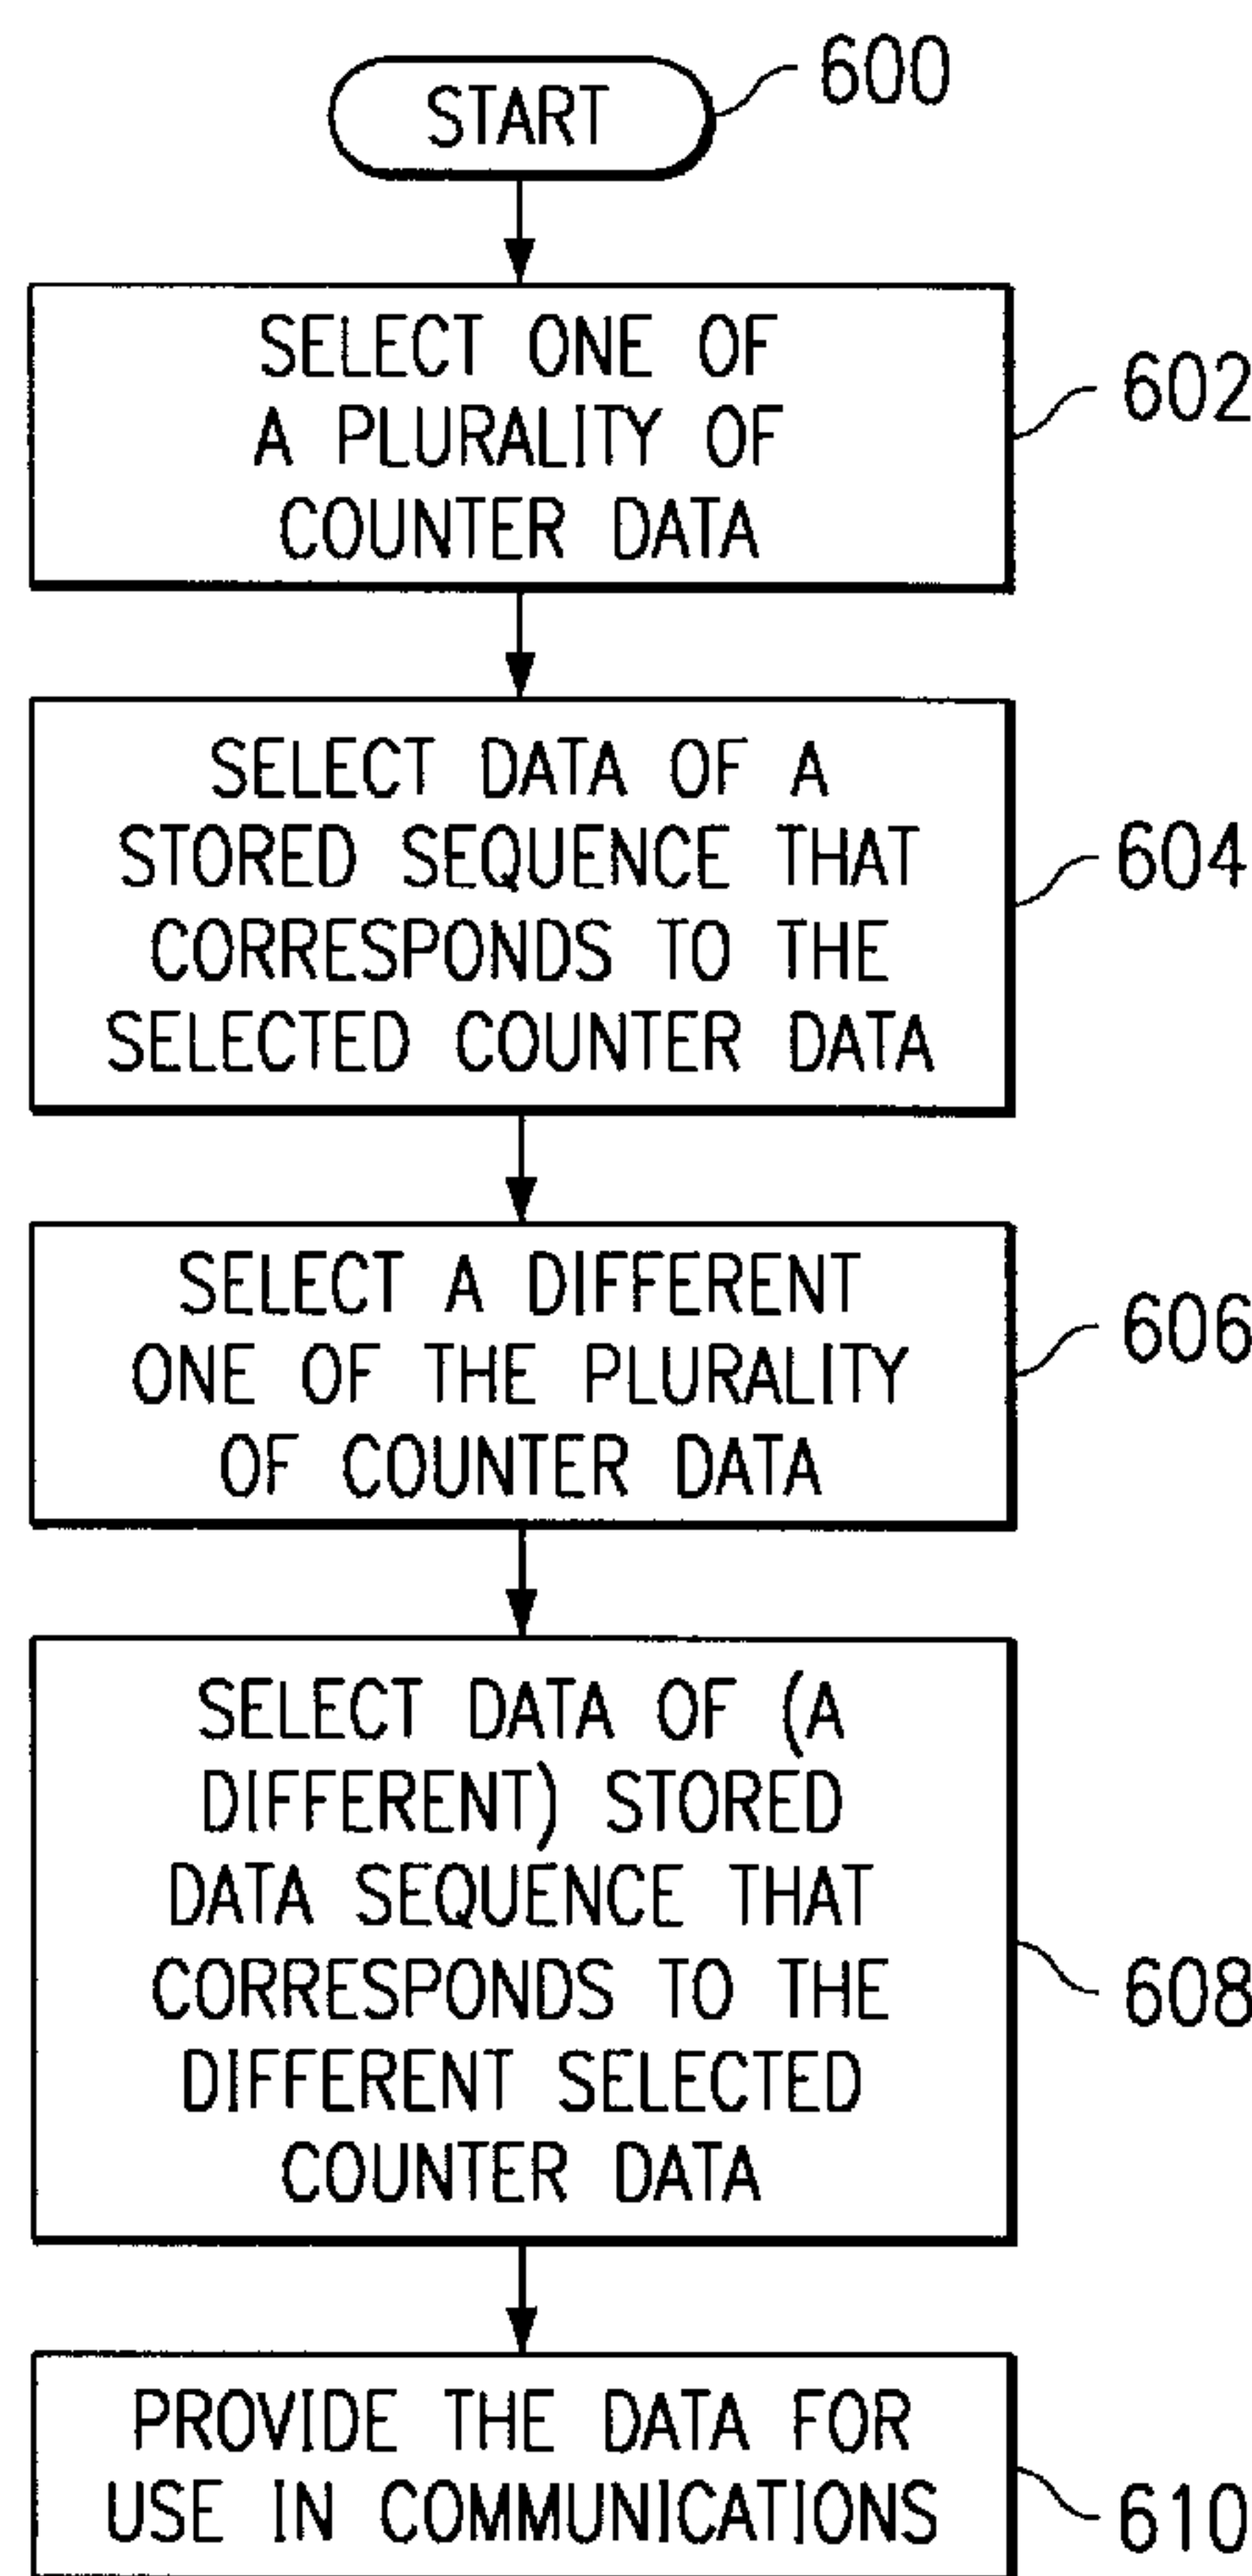 START
600
SELECT ONE OF
A PLURALITY OF
COUNTER DATA
602
SELECT DATA OF A
STORED SEQUENCE THAT
CORRESPONDS TO THE
SELECTED COUNTER DATA
604
SELECT A DIFFERENT
ONE OF THE PLURALITY
OF COUNTER DATA
606
SELECT DATA OF (A
DIFFERENT) STORED
DATA SEQUENCE THAT
CORRESPONDS TO THE
DIFFERENT SELECTED
COUNTER DATA
608
PROVIDE THE DATA FOR
USE IN COMMUNICATIONS
610